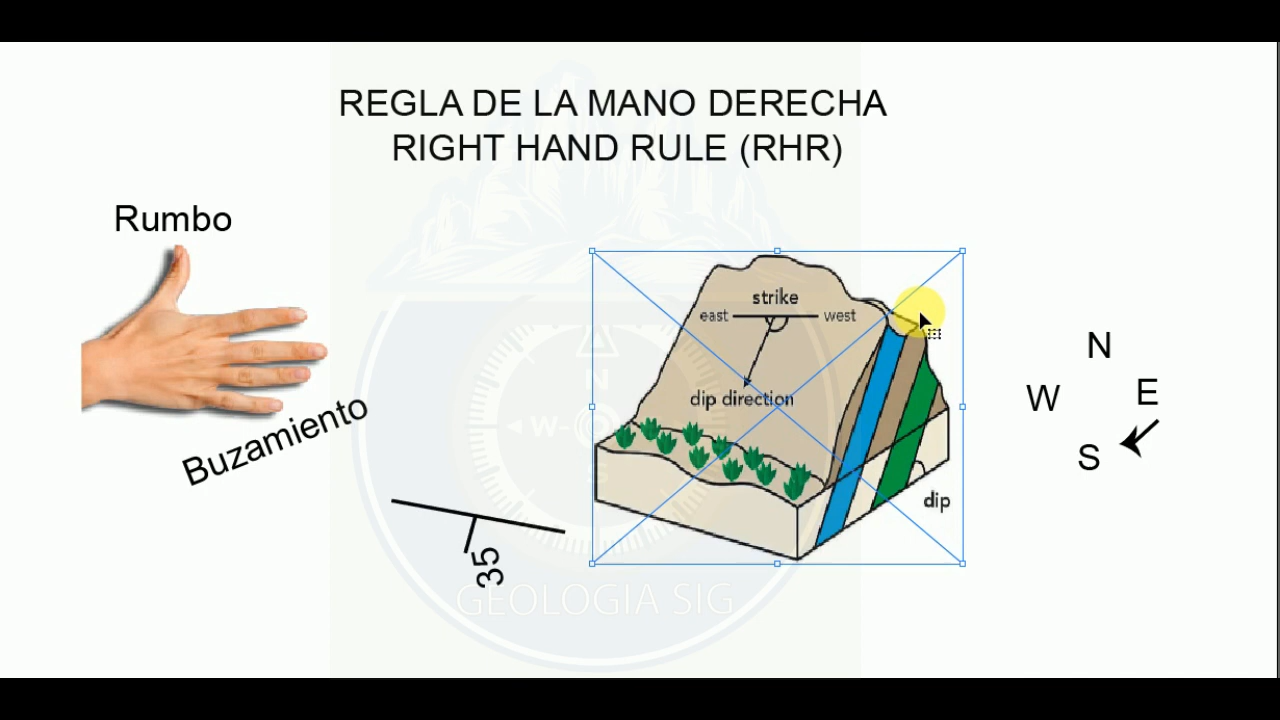 REGLA DE LA MANO DERECHA
RIGHT HAND RULE (RHR)
Rumbo
Buzamiento
35
strike
east
west
dip direction
dip
N
W
E
S
N
W-
S
GEOLOGIA SIG